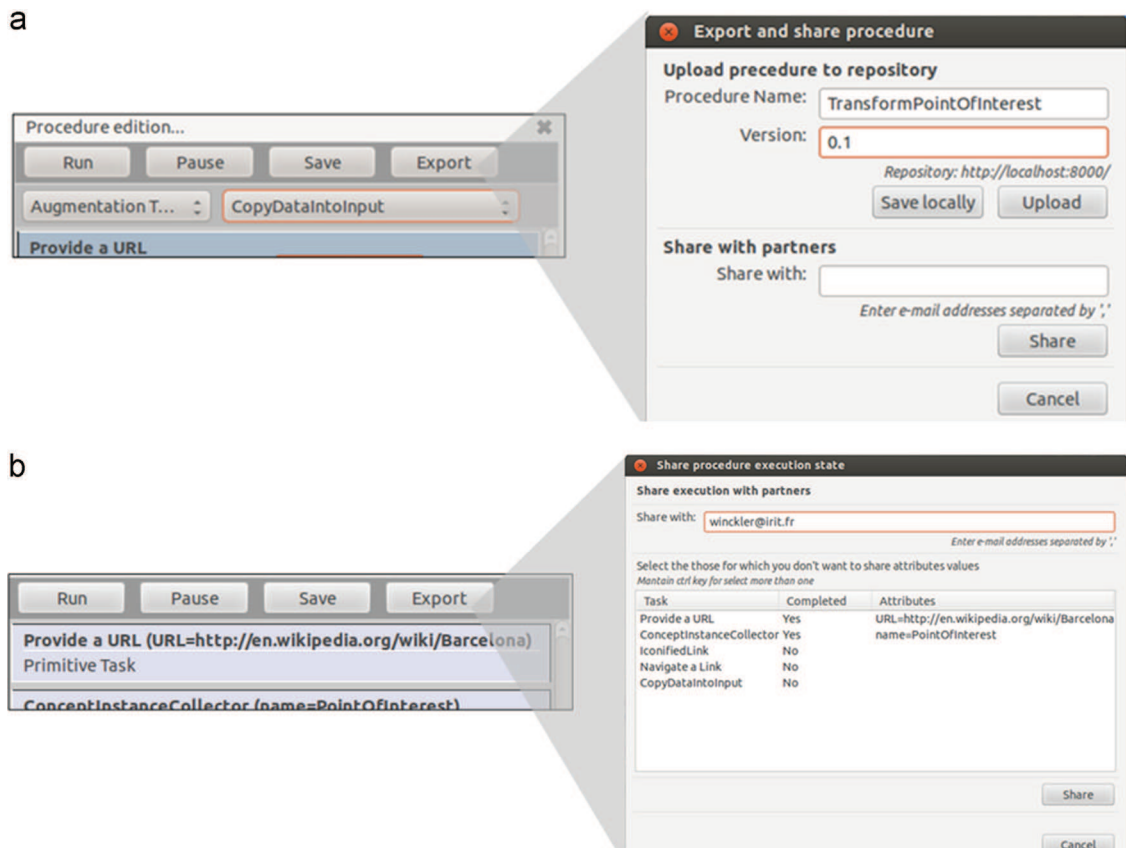 a
Procedure edition...
Run Pause Save Export
Augmentation T... CopyDataIntoInput
Provide a URL
Export and share procedure
Upload precedure to repository
Procedure Name: TransformPointOfInterest
Version: 0.1
Repository: http://localhost:8000/
Save locally Upload
Share with partners
Share with:
Enter e-mail addresses separated by ','
Share
Cancel
b
Run Pause Save Export
Provide a URL (URL=http://en.wikipedia.org/wiki/Barcelona)
Primitive Task
ConceptInstanceCollector (name=PointOfInterest)
Share procedure execution state
Share execution with partners
Share with: winckler@irit.fr
Enter e-mail addresses separated by ','
Select the those for which you don't want to share attributes values
Mantain ctrl key for select more than one
Task Completed Attributes
Provide a URL Yes URL=http://en.wikipedia.org/wiki/Barcelona
ConceptInstanceCollector Yes name=PointOfInterest
IconifiedLink No
Navigate a Link No
CopyDataIntoInput No
Share
Cancel